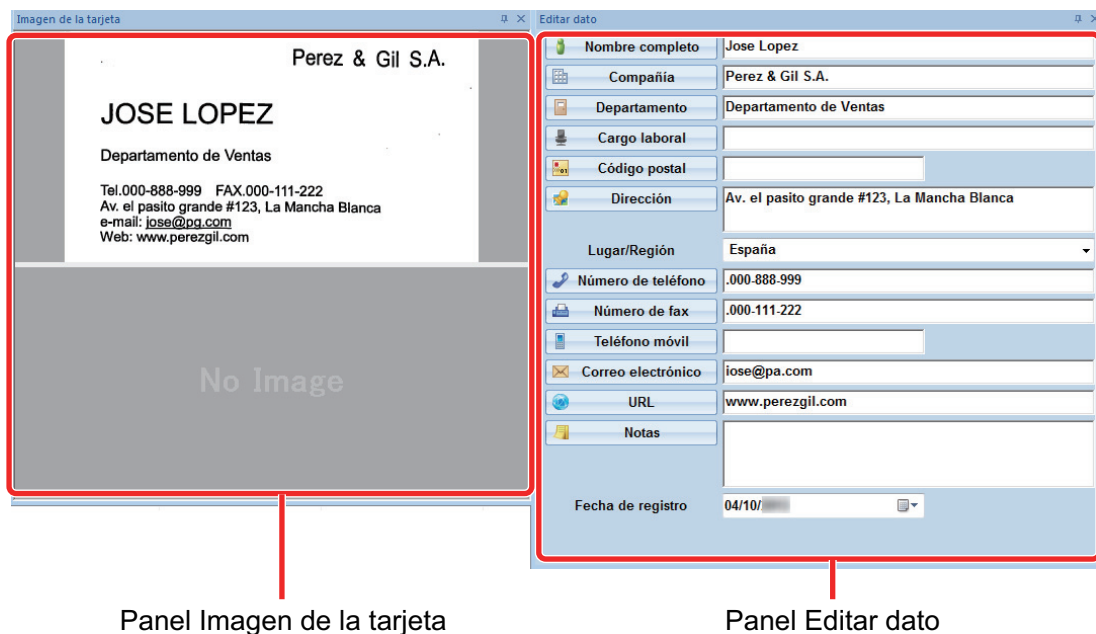 Imagen de la tarjeta
Perez & Gil S.A.
JOSE LOPEZ
Departamento de Ventas
Tel.000-888-999 FAX.000-111-222
Av. el pasito grande #123, La Mancha Blanca
e-mail: jose@pg.com
Web: www.perezgil.com
No Image
Editar dato
Nombre completo Jose Lopez
Compañía Perez & Gil S.A.
Departamento Departamento de Ventas
Cargo laboral
Código postal
Dirección Av. el pasito grande #123, La Mancha Blanca
Lugar/Región España
Número de teléfono .000-888-999
Número de fax .000-111-222
Teléfono móvil
Correo electrónico iose@pa.com
URL www.perezgil.com
Notas
Fecha de registro 04/10/
Panel Imagen de la tarjeta
Panel Editar dato